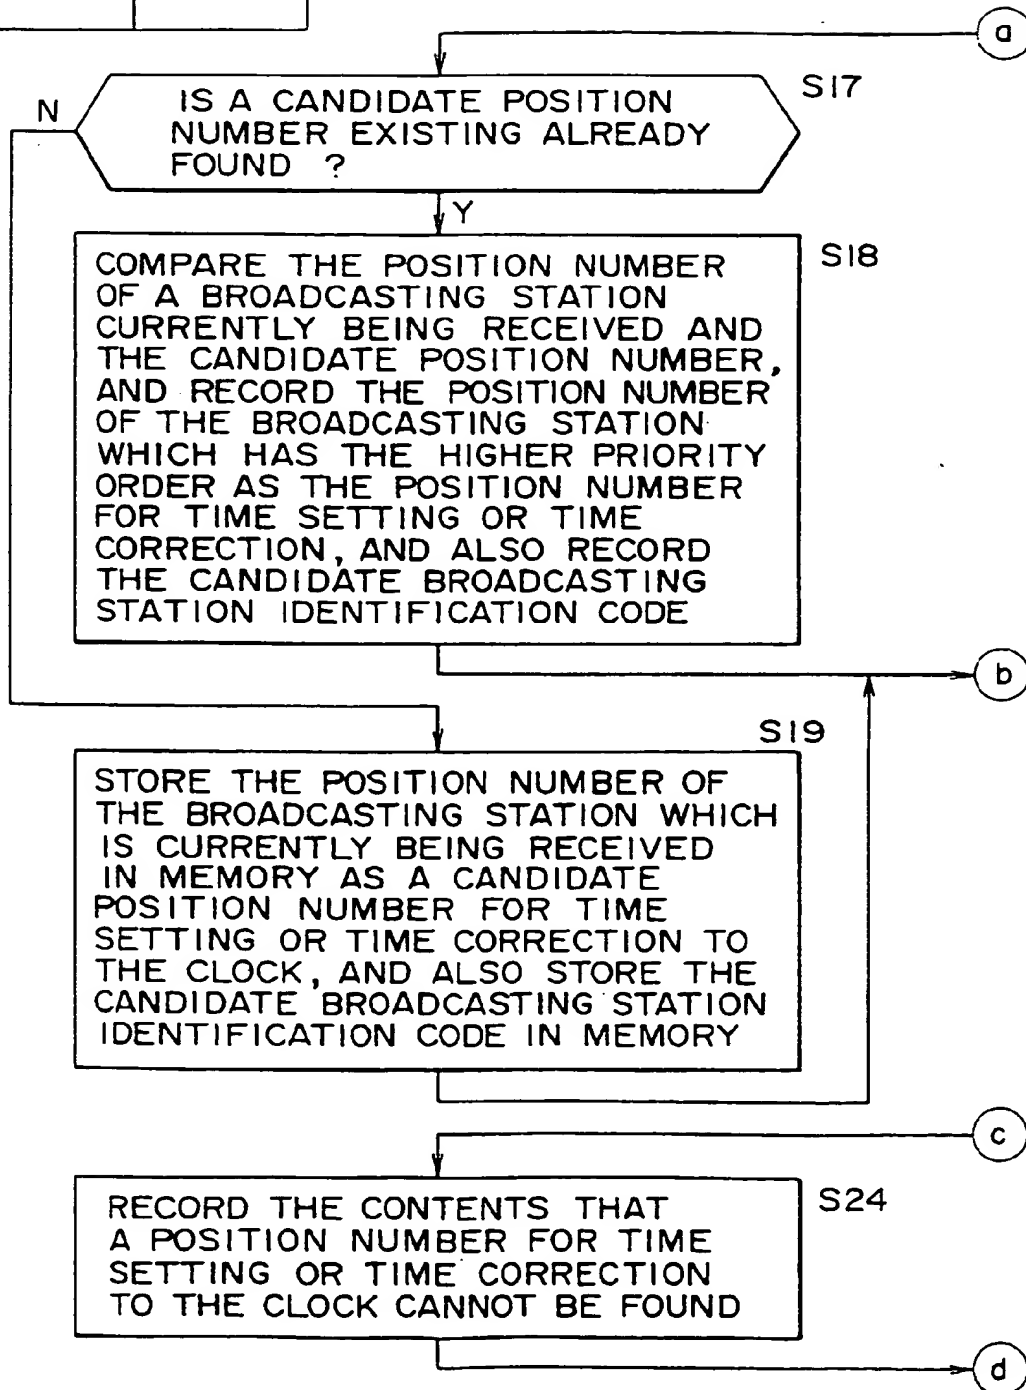 a
S17
N
IS A CANDIDATE POSITION
NUMBER EXISTING ALREADY
FOUND ?
Y
S18
COMPARE THE POSITION NUMBER
OF A BROADCASTING STATION
CURRENTLY BEING RECEIVED AND
THE CANDIDATE POSITION NUMBER,
AND RECORD THE POSITION NUMBER
OF THE BROADCASTING STATION
WHICH HAS THE HIGHER PRIORITY
ORDER AS THE POSITION NUMBER
FOR TIME SETTING OR TIME
CORRECTION, AND ALSO RECORD
THE CANDIDATE BROADCASTING
STATION IDENTIFICATION CODE
b
S19
STORE THE POSITION NUMBER OF
THE BROADCASTING STATION WHICH
IS CURRENTLY BEING RECEIVED
IN MEMORY AS A CANDIDATE
POSITION NUMBER FOR TIME
SETTING OR TIME CORRECTION TO
THE CLOCK, AND ALSO STORE THE
CANDIDATE BROADCASTING STATION
IDENTIFICATION CODE IN MEMORY
c
S24
RECORD THE CONTENTS THAT
A POSITION NUMBER FOR TIME
SETTING OR TIME CORRECTION
TO THE CLOCK CANNOT BE FOUND
d